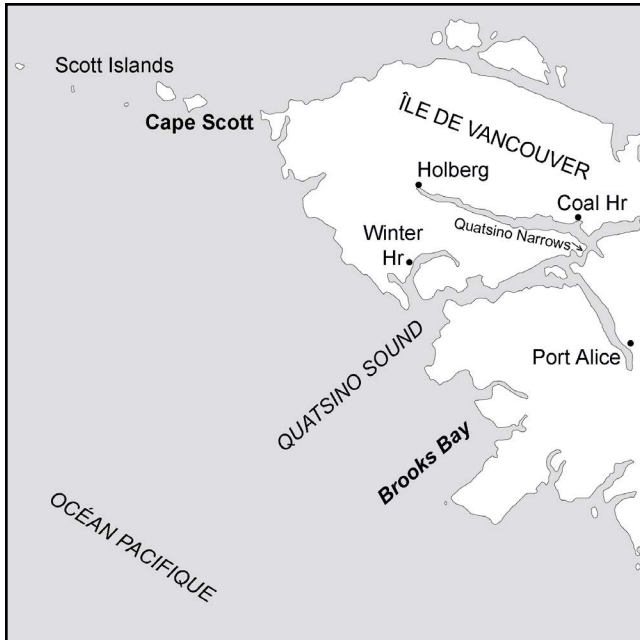 Scott Islands
Cape Scott
ÎLE DE VANCOUVER
Holberg
Coal Hr
Quatsino Narrows
Winter
Hr
QUATSINO SOUND
Port Alice
Brooks Bay
OCÉAN PACIFIQUE